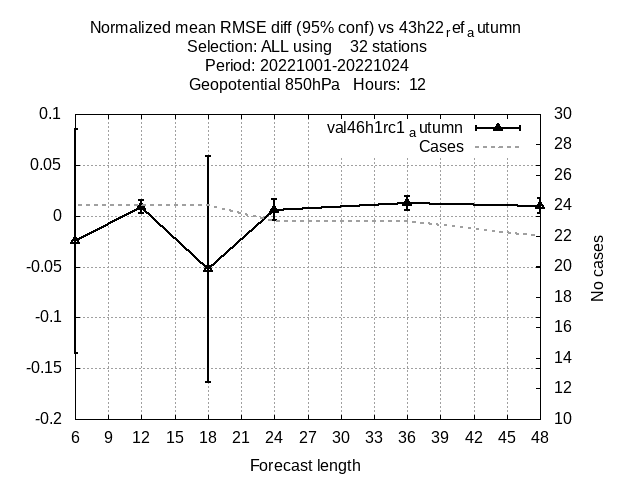 Normalized mean RMSE diff (95% conf) vs 43h22refautumn
Selection: ALL using 32 stations
Period: 20221001-20221024
Geopotential 850hPa Hours: 12
val46h1rc1autumn
Cases
0.1
0.05
0
-0.05
-0.1
-0.15
-0.2
30
28
26
24
22
20
18
16
14
12
10
No cases
6 9 12 15 18 21 24 27 30 33 36 39 42 45 48
Forecast length